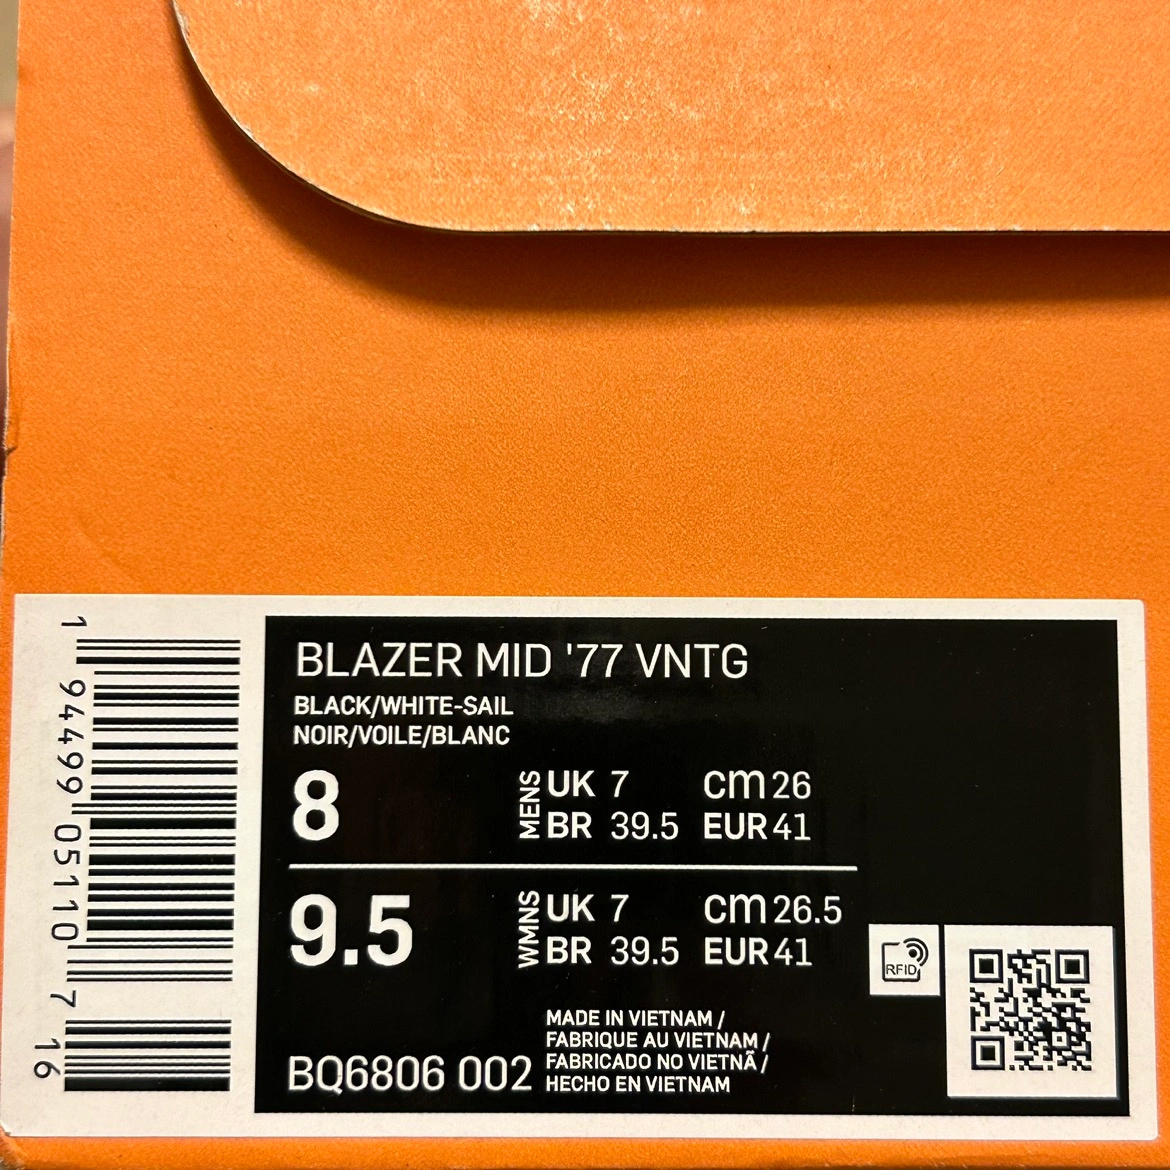 BLAZER MID '77 VNTG
BLACK/WHITE-SAIL
NOIR/VOILE/BLANC
8 MENS UK 7 cm 26
BR 39.5 EUR 41
9.5 WMNS UK 7 cm 26.5
BR 39.5 EUR 41
RFID
BQ6806 002
MADE IN VIETNAM /
FABRIQUE AU VIETNAM /
FABRICADO NO VIETNÃ /
HECHO EN VIETNAM
1 94499 05110 7 16